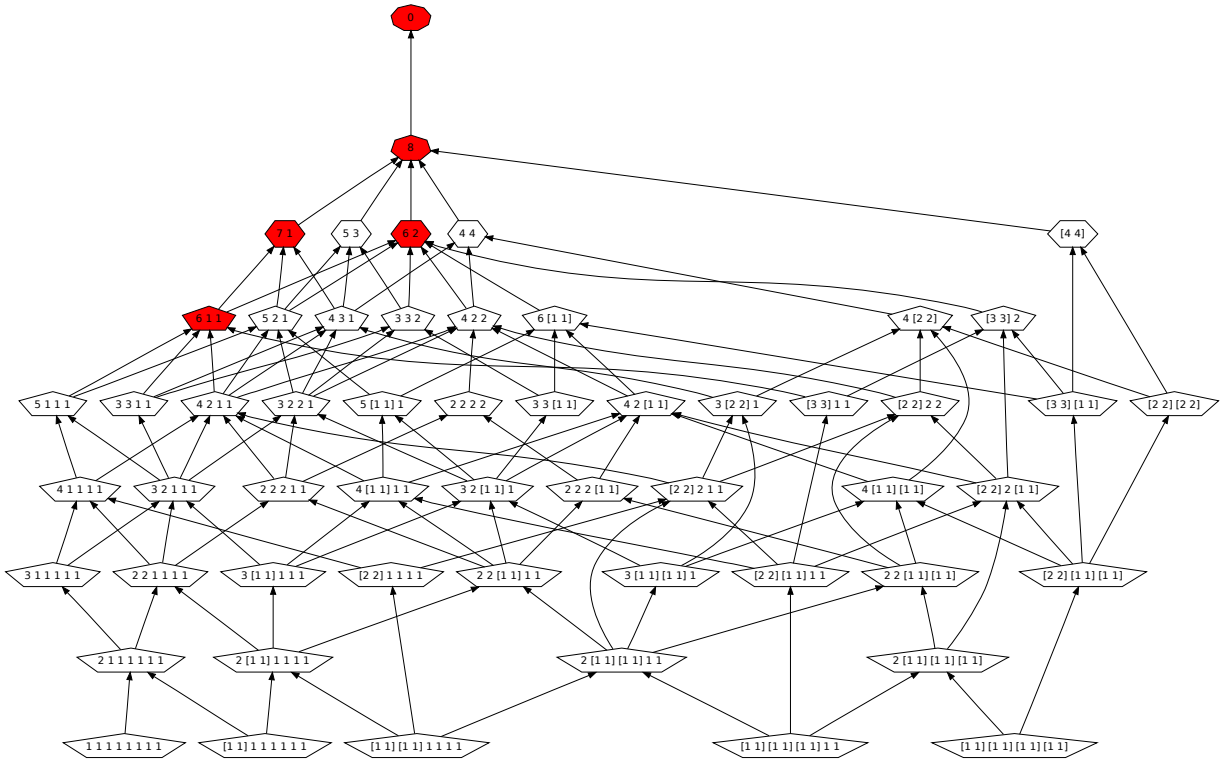 0
8
7 1
5 3
6 2
4 4
[4 4]
6 1 1
5 2 1
4 3 1
3 3 2
4 2 2
6 [1 1]
4 [2 2]
[3 3] 2
5 1 1 1
3 3 1 1
4 2 1 1
3 2 2 1
5 [1 1] 1
2 2 2 2
3 3 [1 1]
4 2 [1 1]
3 [2 2] 1
[3 3] 1 1
[2 2] 2 2
[3 3] [1 1]
[2 2] [2 2]
4 1 1 1 1
3 2 1 1 1
2 2 2 1 1
4 [1 1] 1 1
3 2 [1 1] 1
2 2 2 [1 1]
[2 2] 2 1 1
4 [1 1] [1 1]
[2 2] 2 [1 1]
3 1 1 1 1 1
2 2 1 1 1 1
3 [1 1] 1 1 1
[2 2] 1 1 1 1
2 2 [1 1] 1 1
3 [1 1] [1 1] 1
[2 2] [1 1] 1 1
2 2 [1 1] [1 1]
[2 2] [1 1] [1 1]
2 1 1 1 1 1 1
2 [1 1] 1 1 1 1
2 [1 1] [1 1] 1 1
2 [1 1] [1 1] [1 1]
1 1 1 1 1 1 1 1
[1 1] 1 1 1 1 1 1
[1 1] [1 1] 1 1 1 1
[1 1] [1 1] [1 1] 1 1
[1 1] [1 1] [1 1] [1 1]